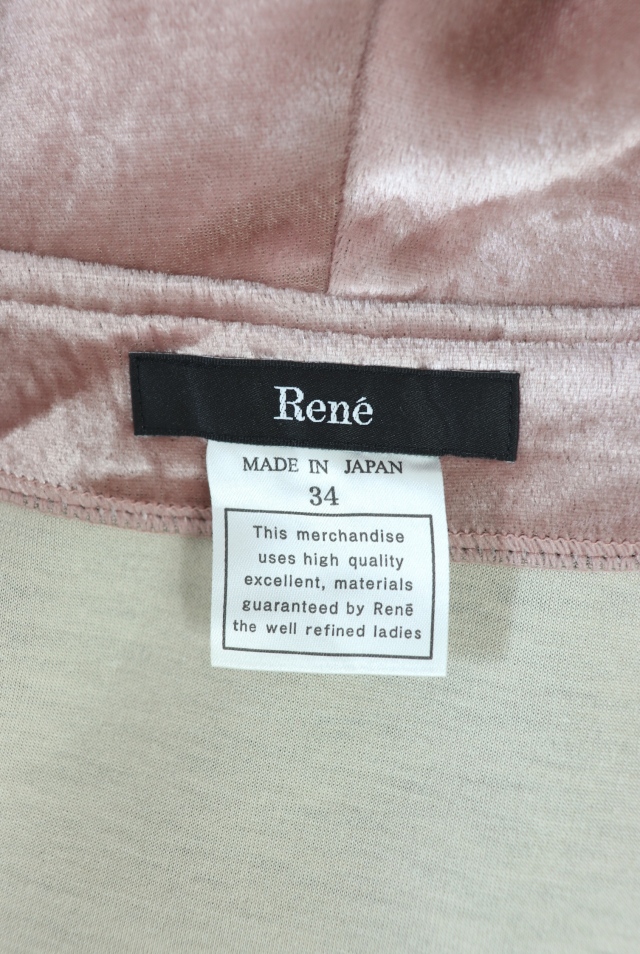 René
MADE IN JAPAN
34
This merchandise
uses high quality
excellent, materials
guaranteed by Renē
the well refined ladies